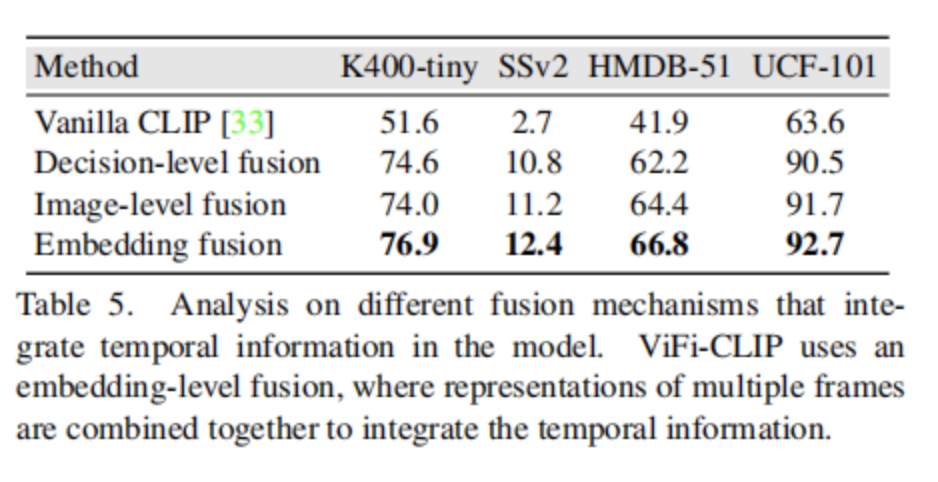 Method K400-tiny SSv2 HMDB-51 UCF-101
Vanilla CLIP [33] 51.6 2.7 41.9 63.6
Decision-level fusion 74.6 10.8 62.2 90.5
Image-level fusion 74.0 11.2 64.4 91.7
Embedding fusion 76.9 12.4 66.8 92.7
Table 5. Analysis on different fusion mechanisms that inte-
grate temporal information in the model. ViFi-CLIP uses an
embedding-level fusion, where representations of multiple frames
are combined together to integrate the temporal information.